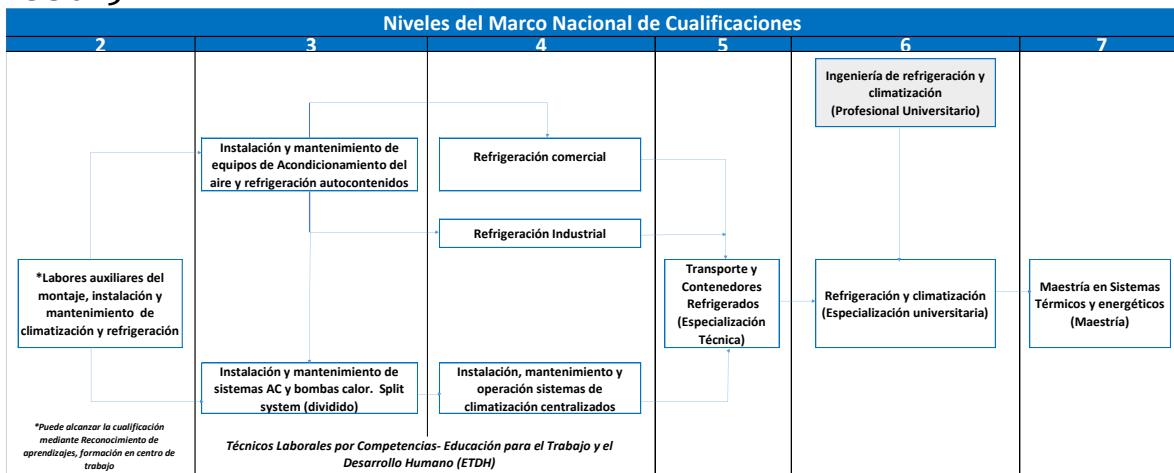 Niveles del Marco Nacional de Cualificaciones
2
3
4
5
6
7
Ingeniería de refrigeración y
climatización
(Profesional Universitario)
Instalación y mantenimiento de
equipos de Acondicionamiento del
aire y refrigeración autocontenidos
Refrigeración comercial
Refrigeración Industrial
*Labores auxiliares del
montaje, instalación y
mantenimiento de
climatización y refrigeración
Transporte y
Contenedores
Refrigerados
(Especialización
Técnica)
Refrigeración y climatización
(Especialización universitaria)
Maestría en Sistemas
Térmicos y energéticos
(Maestría)
Instalación y mantenimiento de
sistemas AC y bombas calor. Split
system (dividido)
Instalación, mantenimiento y
operación sistemas de
climatización centralizados
*Puede alcanzar la cualificación
mediante Reconocimiento de
aprendizajes, formación en centro de
trabajo
Técnicos Laborales por Competencias- Educación para el Trabajo y el
Desarrollo Humano (ETDH)